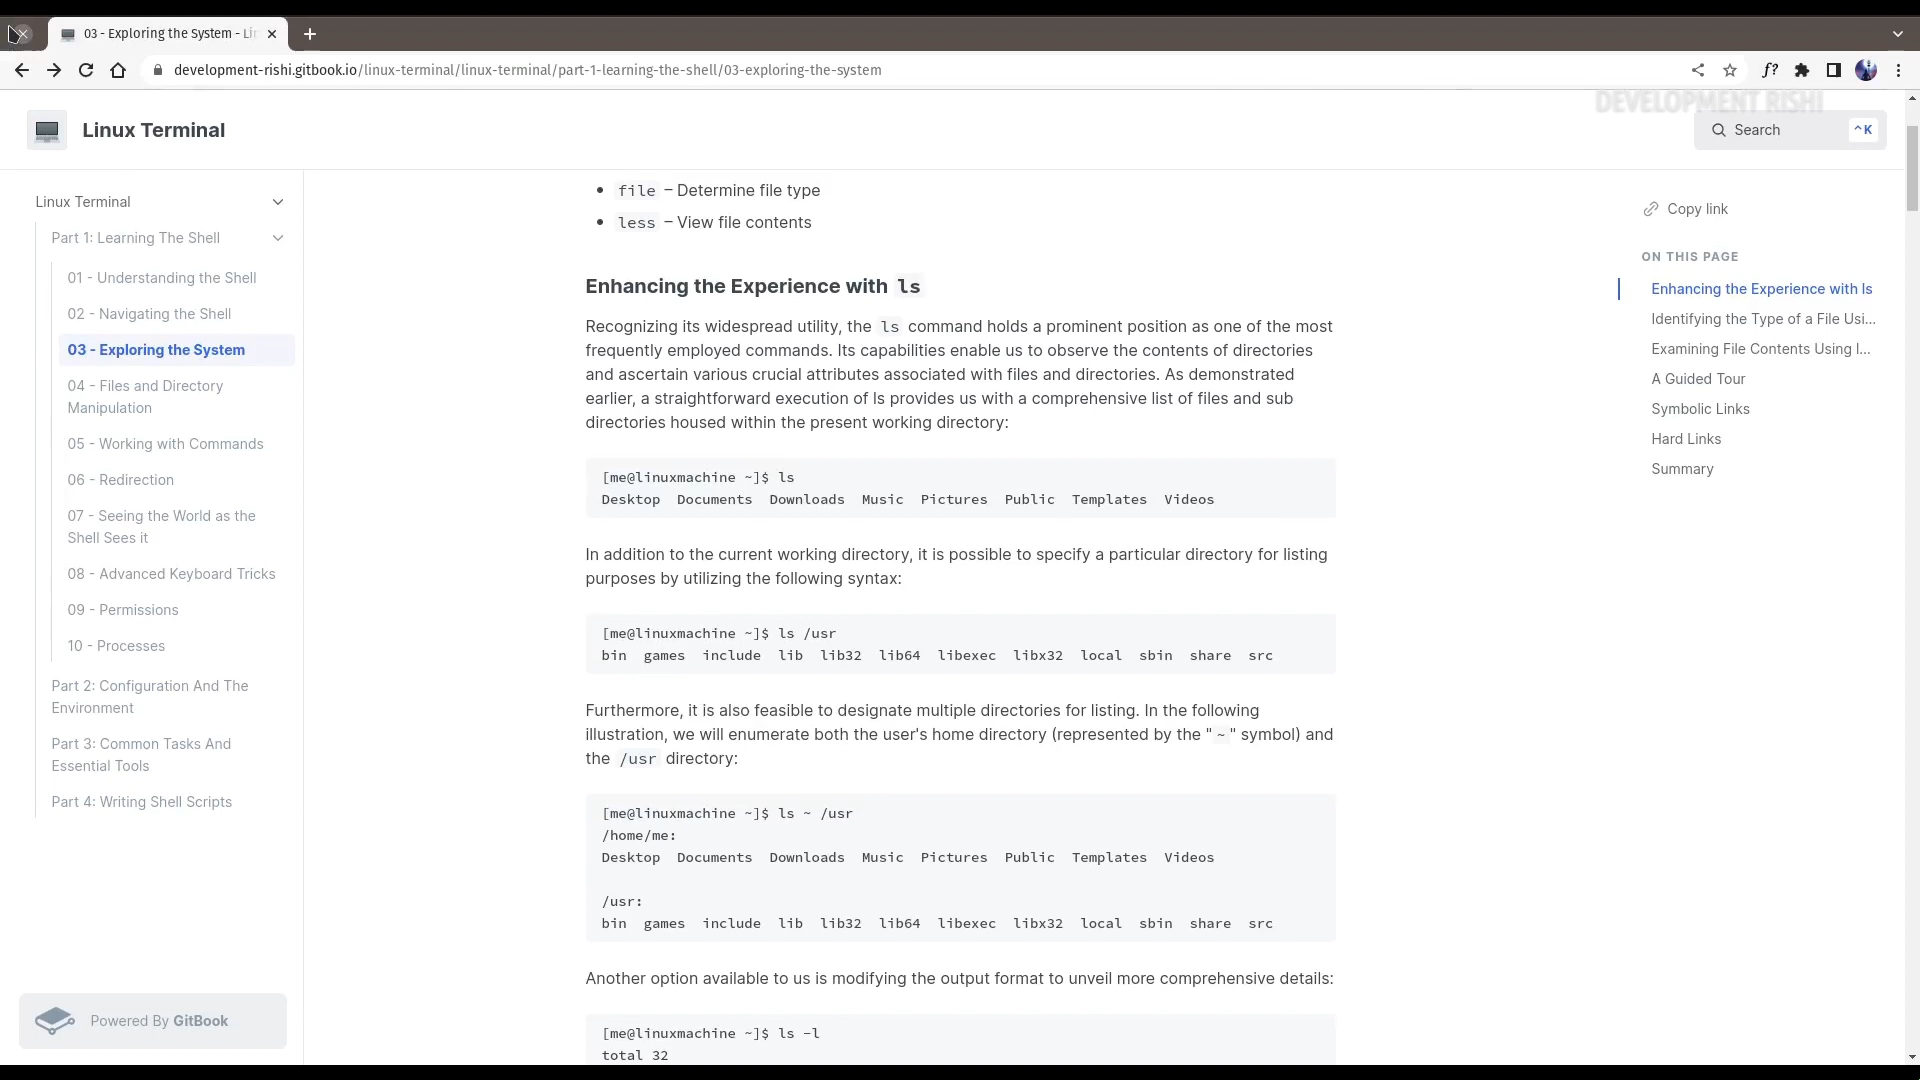 03 - Exploring the System - Li
development-rishi.gitbook.io/linux-terminal/linux-terminal/part-1-learning-the-shell/03-exploring-the-system
f?
DEVELOPMENT RISHI
Linux Terminal
Search
^K
Linux Terminal
Part 1: Learning The Shell
01 - Understanding the Shell
02 - Navigating the Shell
03 - Exploring the System
04 - Files and Directory
Manipulation
05 - Working with Commands
06 - Redirection
07 - Seeing the World as the
Shell Sees it
08 - Advanced Keyboard Tricks
09 - Permissions
10 - Processes
Part 2: Configuration And The
Environment
Part 3: Common Tasks And
Essential Tools
Part 4: Writing Shell Scripts
Powered By GitBook
• file – Determine file type
• less – View file contents
Enhancing the Experience with ls
Recognizing its widespread utility, the ls command holds a prominent position as one of the most
frequently employed commands. Its capabilities enable us to observe the contents of directories
and ascertain various crucial attributes associated with files and directories. As demonstrated
earlier, a straightforward execution of ls provides us with a comprehensive list of files and sub
directories housed within the present working directory:
[me@linuxmachine ~]$ ls
Desktop  Documents  Downloads  Music  Pictures  Public  Templates  Videos
In addition to the current working directory, it is possible to specify a particular directory for listing
purposes by utilizing the following syntax:
[me@linuxmachine ~]$ ls /usr
bin  games  include  lib  lib32  lib64  libexec  libx32  local  sbin  share  src
Furthermore, it is also feasible to designate multiple directories for listing. In the following
illustration, we will enumerate both the user's home directory (represented by the "~" symbol) and
the /usr directory:
[me@linuxmachine ~]$ ls ~ /usr
/home/me:
Desktop  Documents  Downloads  Music  Pictures  Public  Templates  Videos
/usr:
bin  games  include  lib  lib32  lib64  libexec  libx32  local  sbin  share  src
Another option available to us is modifying the output format to unveil more comprehensive details:
[me@linuxmachine ~]$ ls -l
total 32
Copy link
ON THIS PAGE
Enhancing the Experience with ls
Identifying the Type of a File Usi...
Examining File Contents Using l...
A Guided Tour
Symbolic Links
Hard Links
Summary